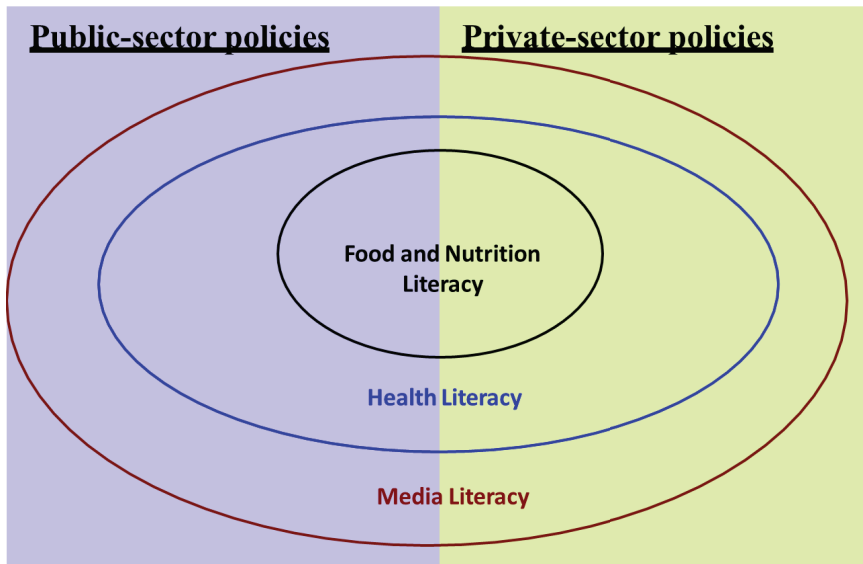 Public-sector policies
Private-sector policies
Food and Nutrition
Literacy
Health Literacy
Media Literacy